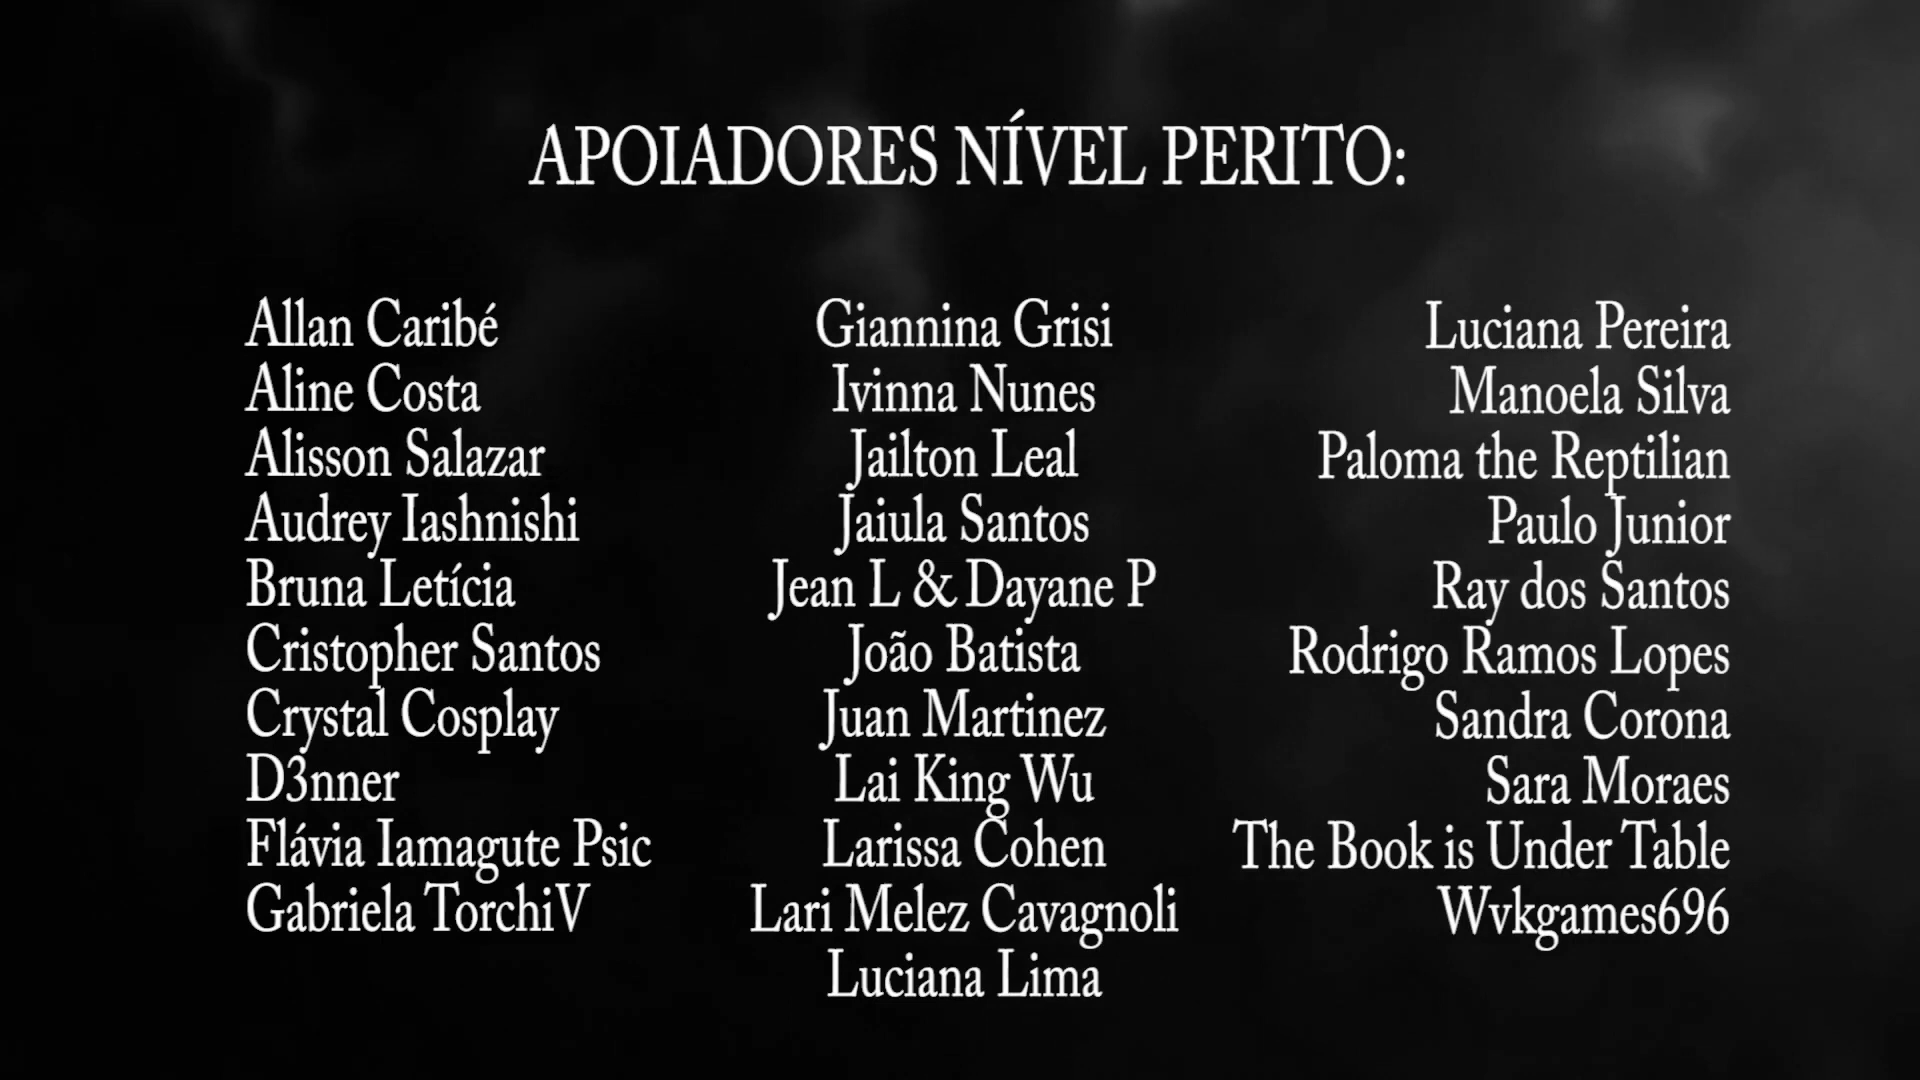 APOIADORES NÍVEL PERITO:
Allan Caribé
Aline Costa
Alisson Salazar
Audrey Iashnishi
Bruna Letícia
Cristopher Santos
Crystal Cosplay
D3nner
Flávia Iamagute Psic
Gabriela TorchiV
Giannina Grisi
Ivinna Nunes
Jailton Leal
Jaiula Santos
Jean L & Dayane P
João Batista
Juan Martinez
Lai King Wu
Larissa Cohen
Lari Melez Cavagnoli
Luciana Lima
Luciana Pereira
Manoela Silva
Paloma the Reptilian
Paulo Junior
Ray dos Santos
Rodrigo Ramos Lopes
Sandra Corona
Sara Moraes
The Book is Under Table
Wvkgames696